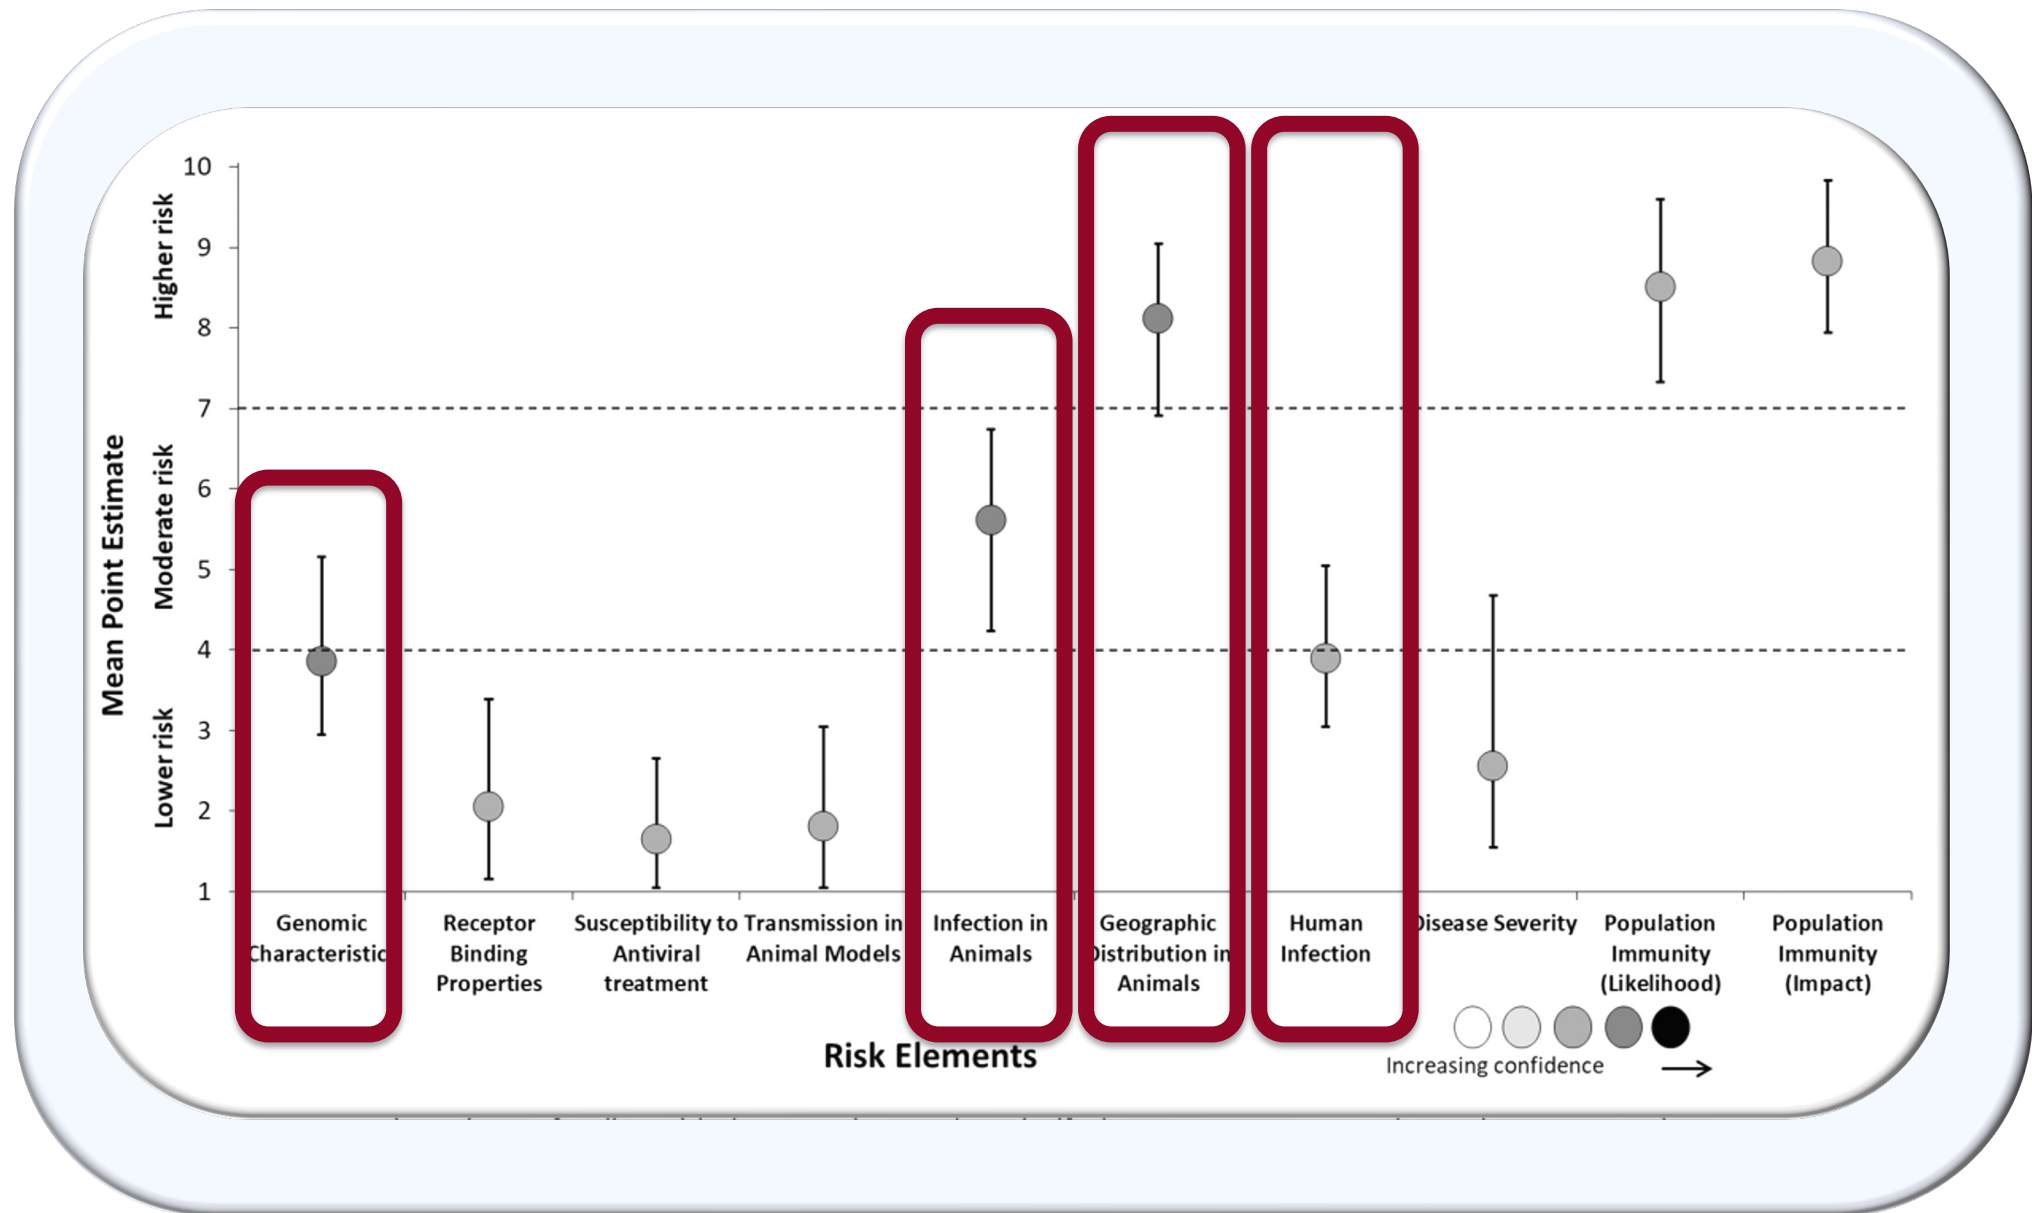 Mean Point Estimate
Higher risk
Moderate risk
Lower risk
10
9
8
7
6
5
4
3
2
1
Genomic
Characteristic
Receptor
Binding
Properties
Susceptibility to
Antiviral
treatment
Transmission in
Animal Models
Infection in
Animals
Geographic
Distribution in
Animals
Human
Infection
Disease Severity
Population
Immunity
(Likelihood)
Population
Immunity
(Impact)
Risk Elements
Increasing confidence